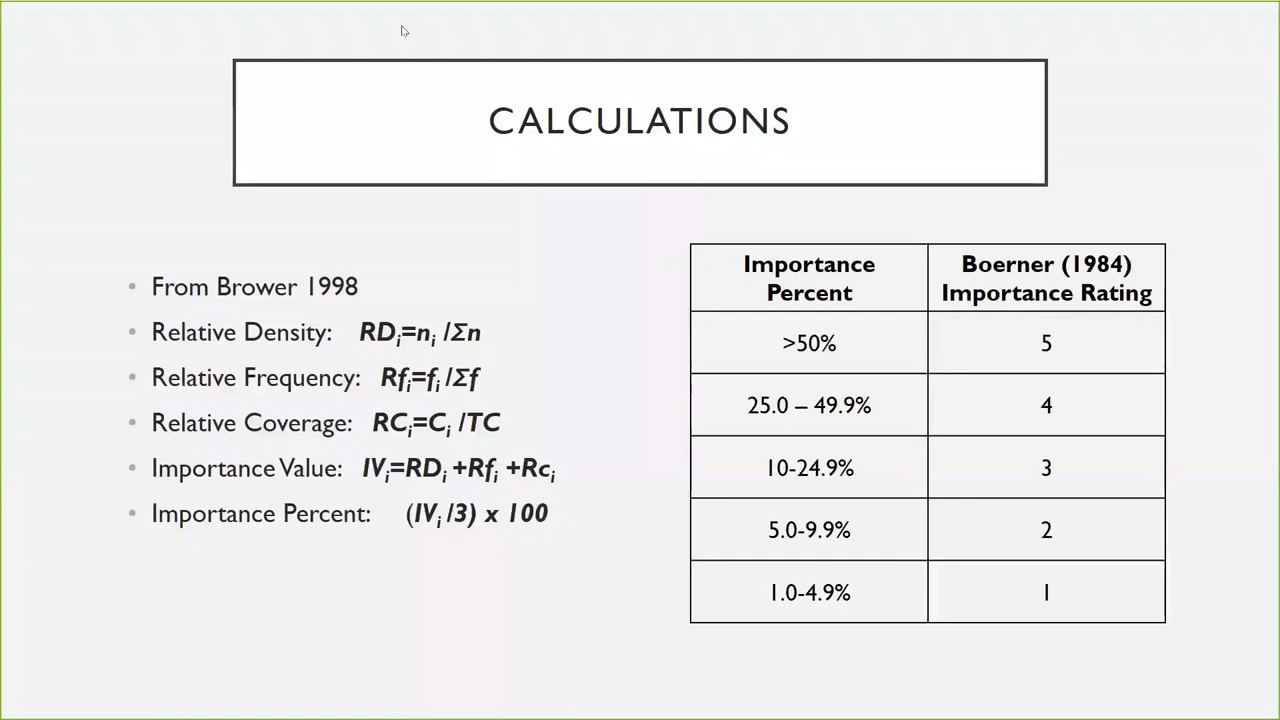 CALCULATIONS
• From Brower 1998
• Relative Density: RDi=ni /Σn
• Relative Frequency: Rfi=fi /Σf
• Relative Coverage: RCi=Ci /TC
• Importance Value: IVi=RDi +Rfi +Rci
• Importance Percent: (IVi /3) x 100
Importance Boerner (1984)
Percent Importance Rating
>50% 5
25.0 – 49.9% 4
10-24.9% 3
5.0-9.9% 2
1.0-4.9% 1